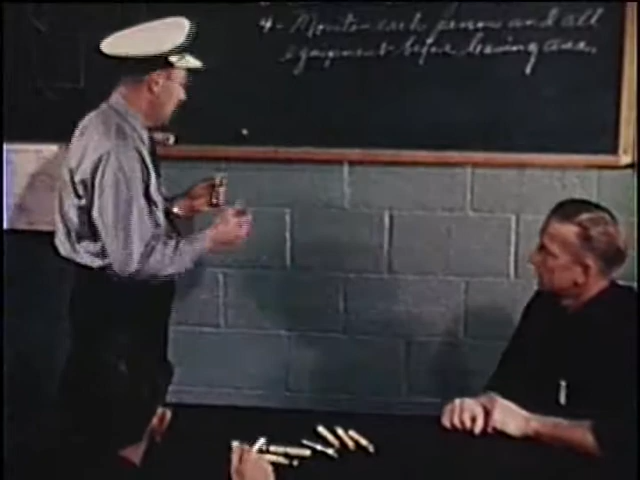 4- Monitor each person and all
equipment before leaving area.